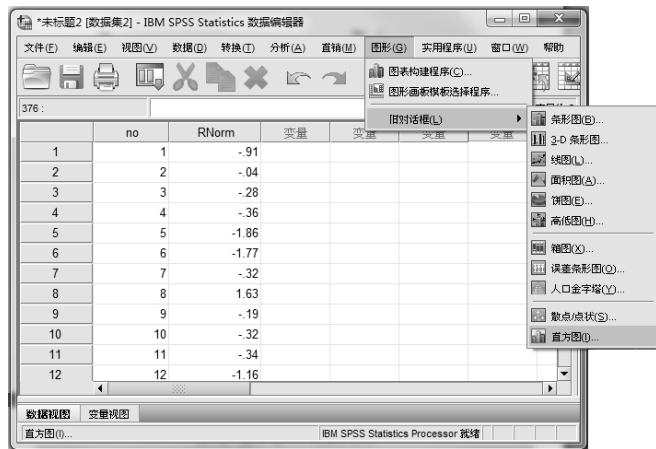 *未标题2 [数据集2] - IBM SPSS Statistics 数据编辑器
文件(F) 编辑(E) 视图(V) 数据(D) 转换(T) 分析(A) 直销(M) 图形(G) 实用程序(U) 窗口(W) 帮助
图表构建程序(C)...
图形画板模板选择程序...
旧对话框(L)
条形图(B)...
3-D 条形图...
线图(L)...
面积图(A)...
饼图(E)...
高低图(H)...
箱图(X)...
误差条形图(O)...
人口金字塔(Y)...
散点/点状(S)...
直方图(I)...
376 :
no RNorm 变量 变量 变量 变量
1 1 -.91
2 2 -.04
3 3 -.28
4 4 -.36
5 5 -1.86
6 6 -1.77
7 7 -.32
8 8 1.63
9 9 -.19
10 10 -.32
11 11 -.34
12 12 -1.16
数据视图 变量视图
直方图(I)... IBM SPSS Statistics Processor 就绪